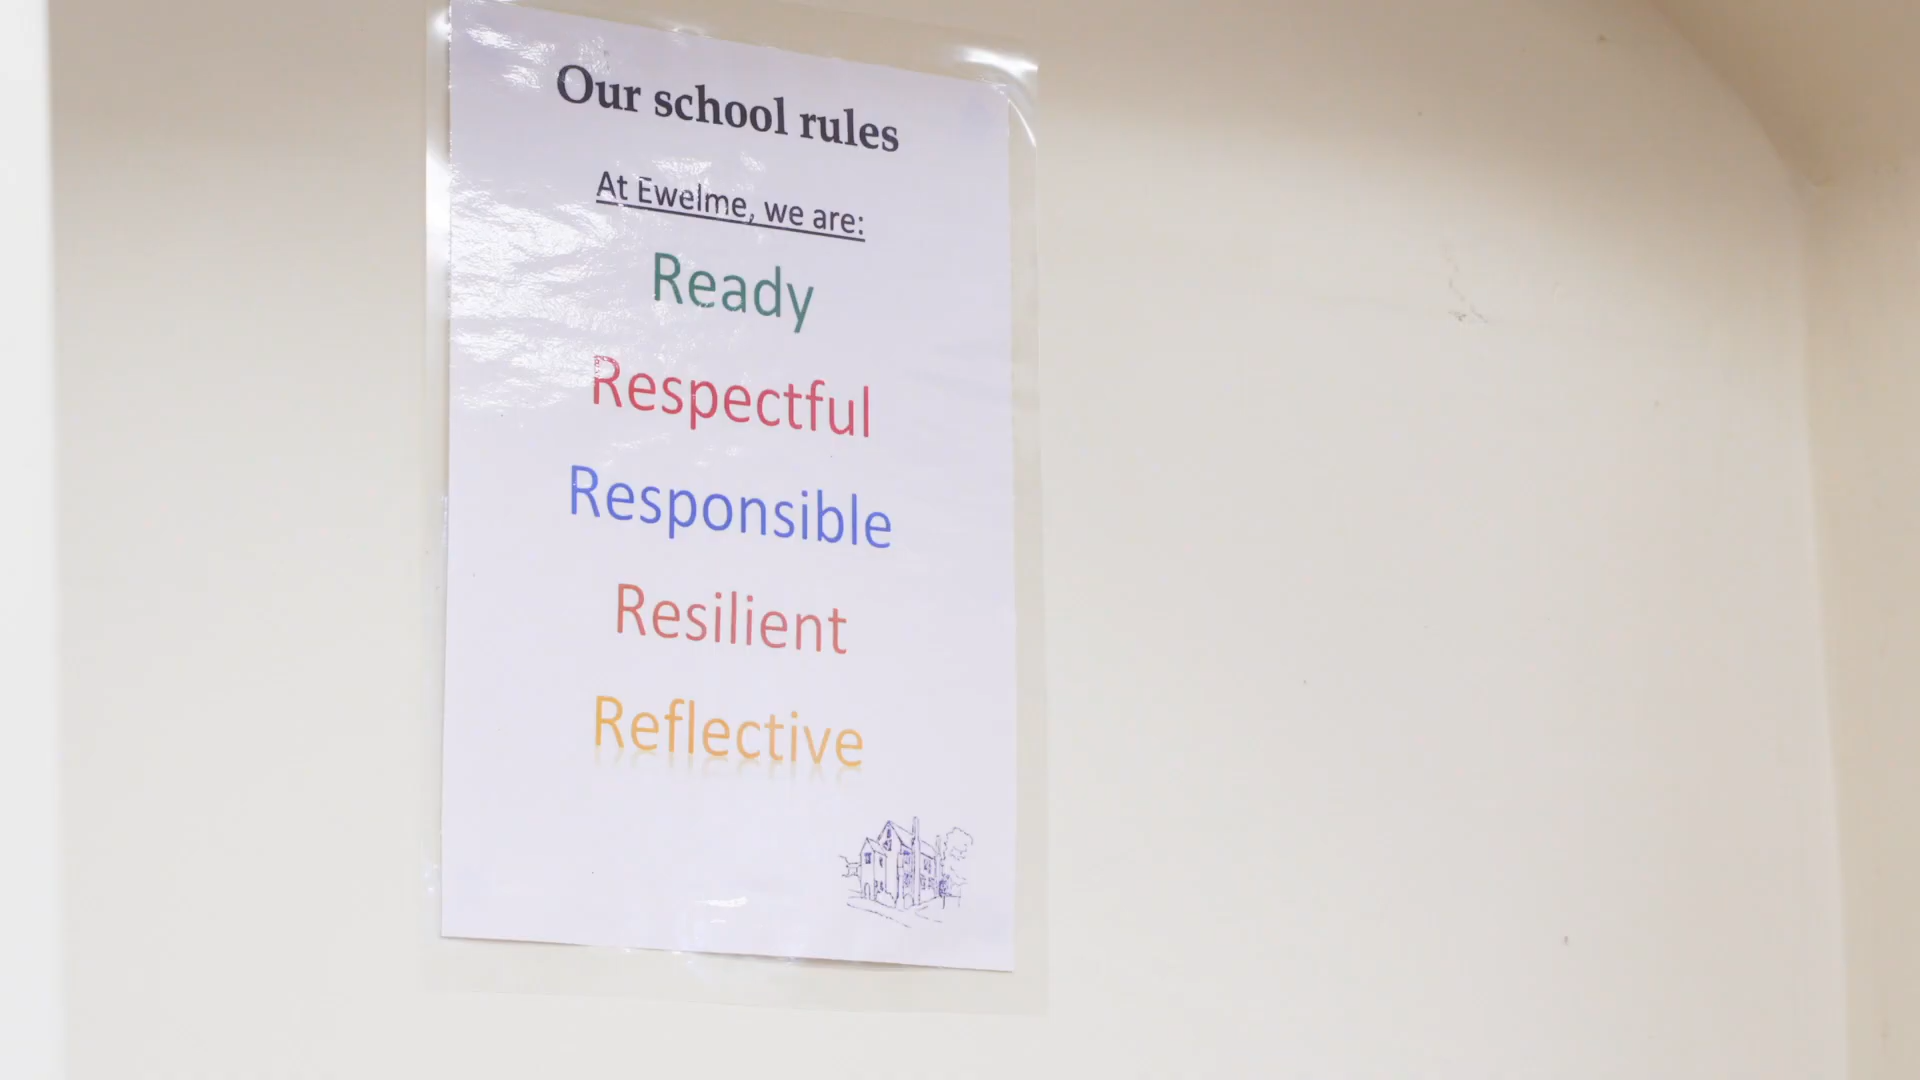 Our school rules
At Ewelme, we are:
Ready
Respectful
Responsible
Resilient
Reflective